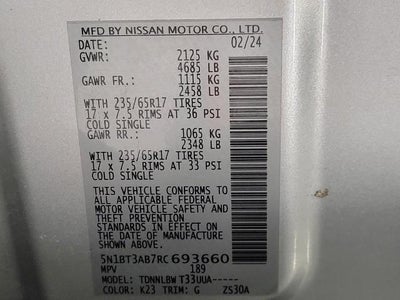 MFD BY NISSAN MOTOR CO., LTD.
DATE: 02/24
GVWR: 2125 KG
4685 LB
GAWR FR.: 1115 KG
2458 LB
WITH 235/65R17 TIRES
17 x 7.5 RIMS AT 36 PSI
COLD SINGLE
GAWR RR.: 1065 KG
2348 LB
WITH 235/65R17 TIRES
17 x 7.5 RIMS AT 33 PSI
COLD SINGLE
THIS VEHICLE CONFORMS TO
ALL APPLICABLE FEDERAL
MOTOR VEHICLE SAFETY AND
AND THEFT PREVENTION
STANDARDS IN EFFECT ON
THE DATE OF MANUFACTURE
SHOWN ABOVE.
5N1BT3AB7RC693660
MPV 189
MODEL: TDNNLBWT33UA-----
COLOR: K23 TRIM: G ZS30A